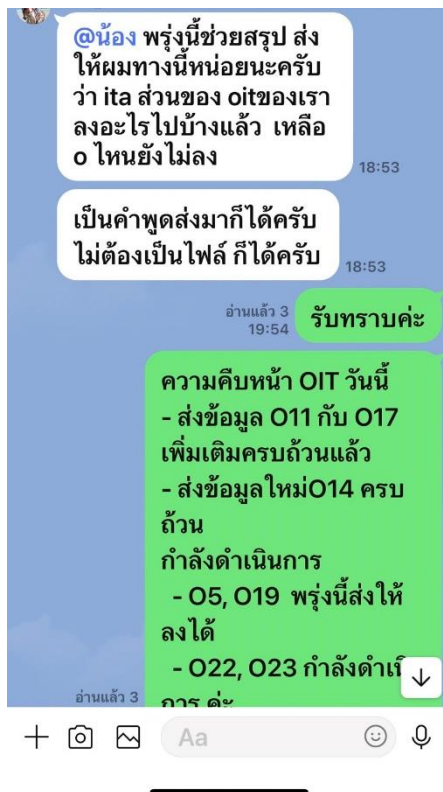 @น้อง พรุ่งนี้ช่วยสรุป ส่ง
ให้ผมทางนี้หน่อยนะครับ
ว่า ita ส่วนของ oitของเรา
ลงอะไรไปบ้างแล้ว เหลือ
o ไหนยังไม่ลง
18:53
เป็นคำพูดส่งมาก็ได้ครับ
ไม่ต้องเป็นไฟล์ ก็ได้ครับ
18:53
อ่านแล้ว 3
19:54
รับทราบค่ะ
ความคืบหน้า OIT วันนี้
- ส่งข้อมูล O11 กับ O17
เพิ่มเติมครบถ้วนแล้ว
- ส่งข้อมูลใหม่O14 ครบ
ถ้วน
กำลังดำเนินการ
- O5, O19 พรุ่งนี้ส่งให้
ลงได้
- O22, O23 กำลังดำเนิ
การ ค่ะ
อ่านแล้ว 3
Aa